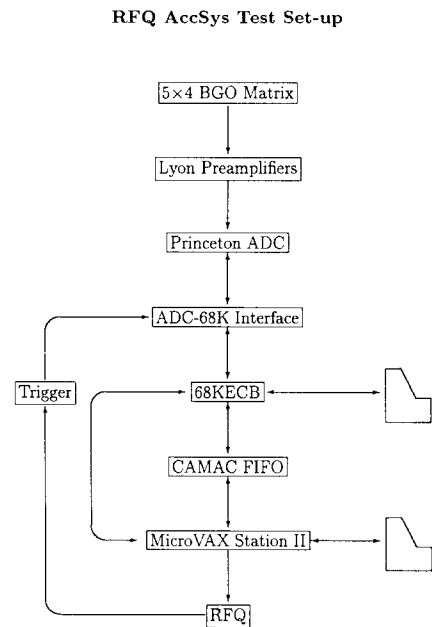 RFQ AccSys Test Set-up
5×4 BGO Matrix
Lyon Preamplifiers
Princeton ADC
ADC-68K Interface
Trigger
68KECB
CAMAC FIFO
MicroVAX Station II
RFQ